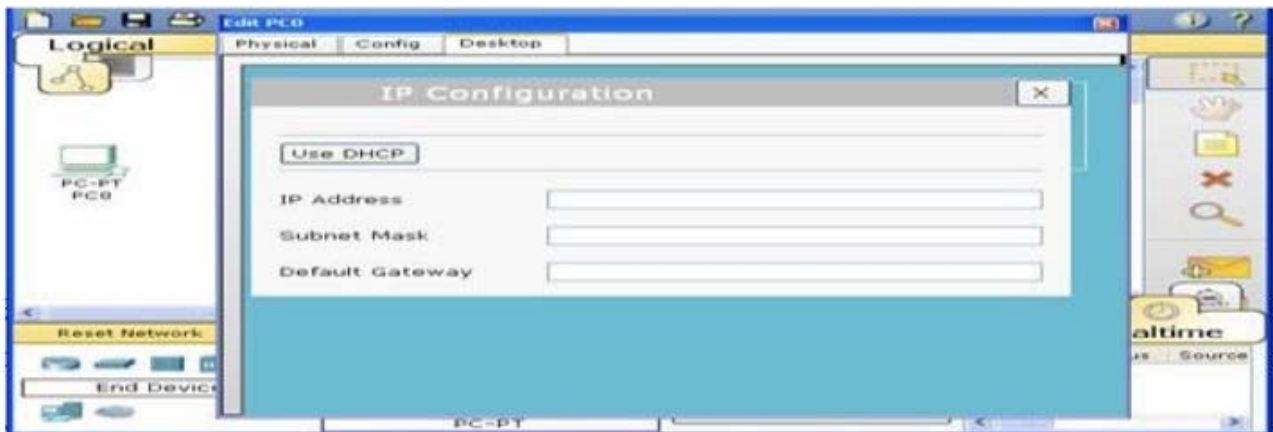 Edit PC0
Logical
Physical Config Desktop
IP Configuration
Use DHCP
PC-PT
PC0
IP Address
Subnet Mask
Default Gateway
Reset Network
altime
Source
End Device
PC-PT